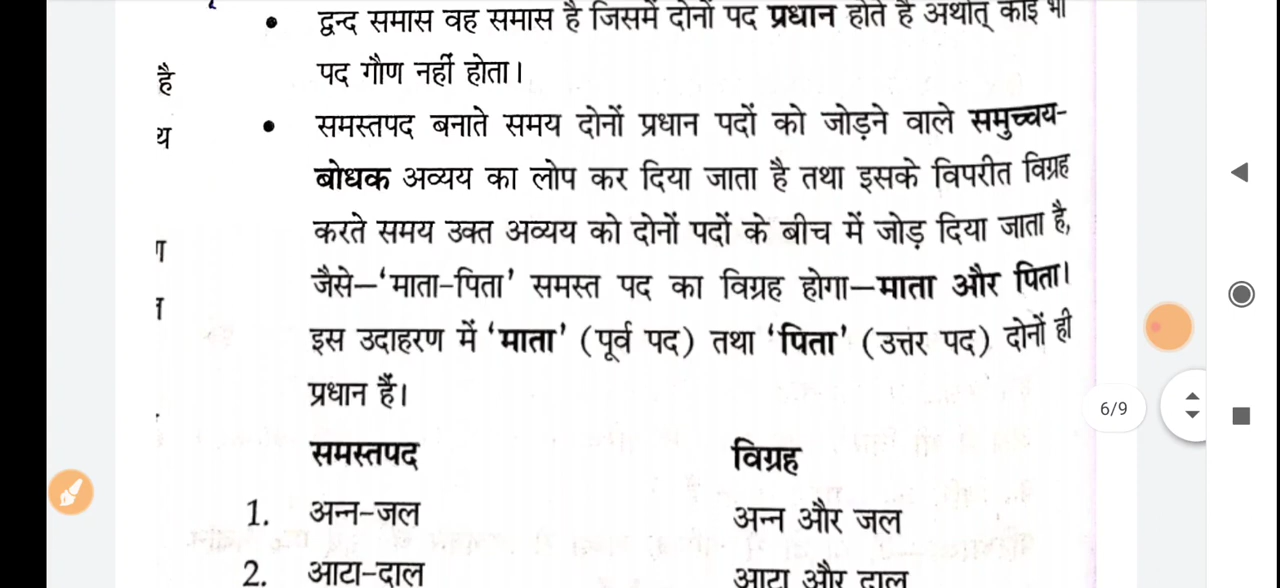 द्वन्द समास वह समास है जिसमें दोनों पद प्रधान होते है अर्थात् कोई भी
है
पद गौण नहीं होता।
य
समस्तपद बनाते समय दोनों प्रधान पदों को जोड़ने वाले समुच्चय-
बोधक अव्यय का लोप कर दिया जाता है तथा इसके विपरीत विग्रह
करते समय उक्त अव्यय को दोनों पदों के बीच में जोड़ दिया जाता है,
जैसे—‘माता-पिता’ समस्त पद का विग्रह होगा—माता और पिता।
इस उदाहरण में ‘माता’ (पूर्व पद) तथा ‘पिता’ (उत्तर पद) दोनों ही
प्रधान हैं।
6/9
समस्तपद विग्रह
1. अन्न-जल अन्न और जल
2. आटा-दाल आटा और दाल